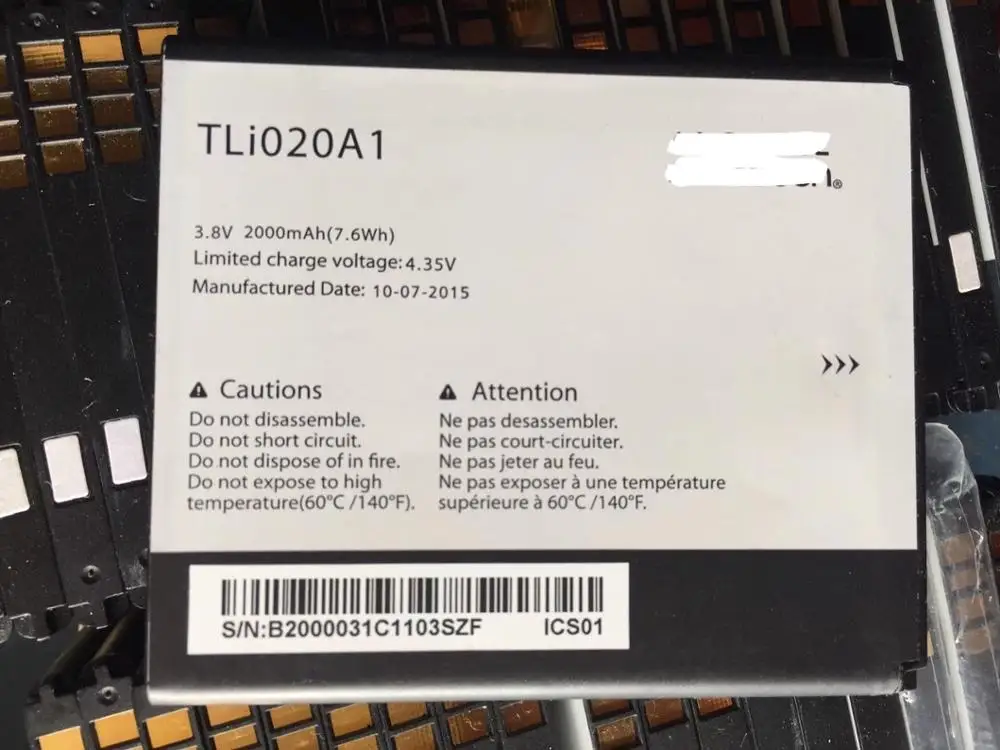 TLi020A1
3.8V 2000mAh(7.6Wh)
Limited charge voltage:4.35V
Manufactured Date: 10-07-2015
Cautions
Do not disassemble.
Do not short circuit.
Do not dispose of in fire.
Do not expose to high
temperature(60°C /140°F).
Attention
Ne pas desassembler.
Ne pas court-circuiter.
Ne pas jeter au feu.
Ne pas exposer à une température
supérieure à 60°C /140°F.
S/N:B2000031C1103SZF ICS01